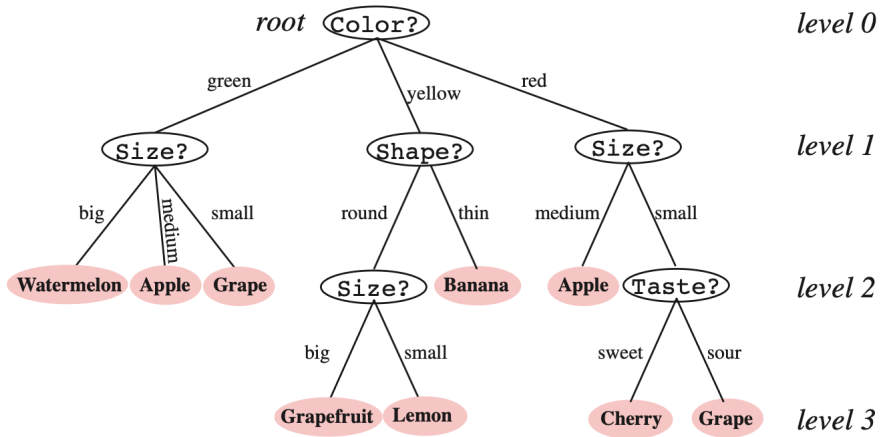 root Color? level 0
green yellow red
Size? Shape? Size? level 1
big medium small round thin medium small
Watermelon Apple Grape Size? Banana Apple Taste? level 2
big small sweet sour
Grapefruit Lemon Cherry Grape level 3